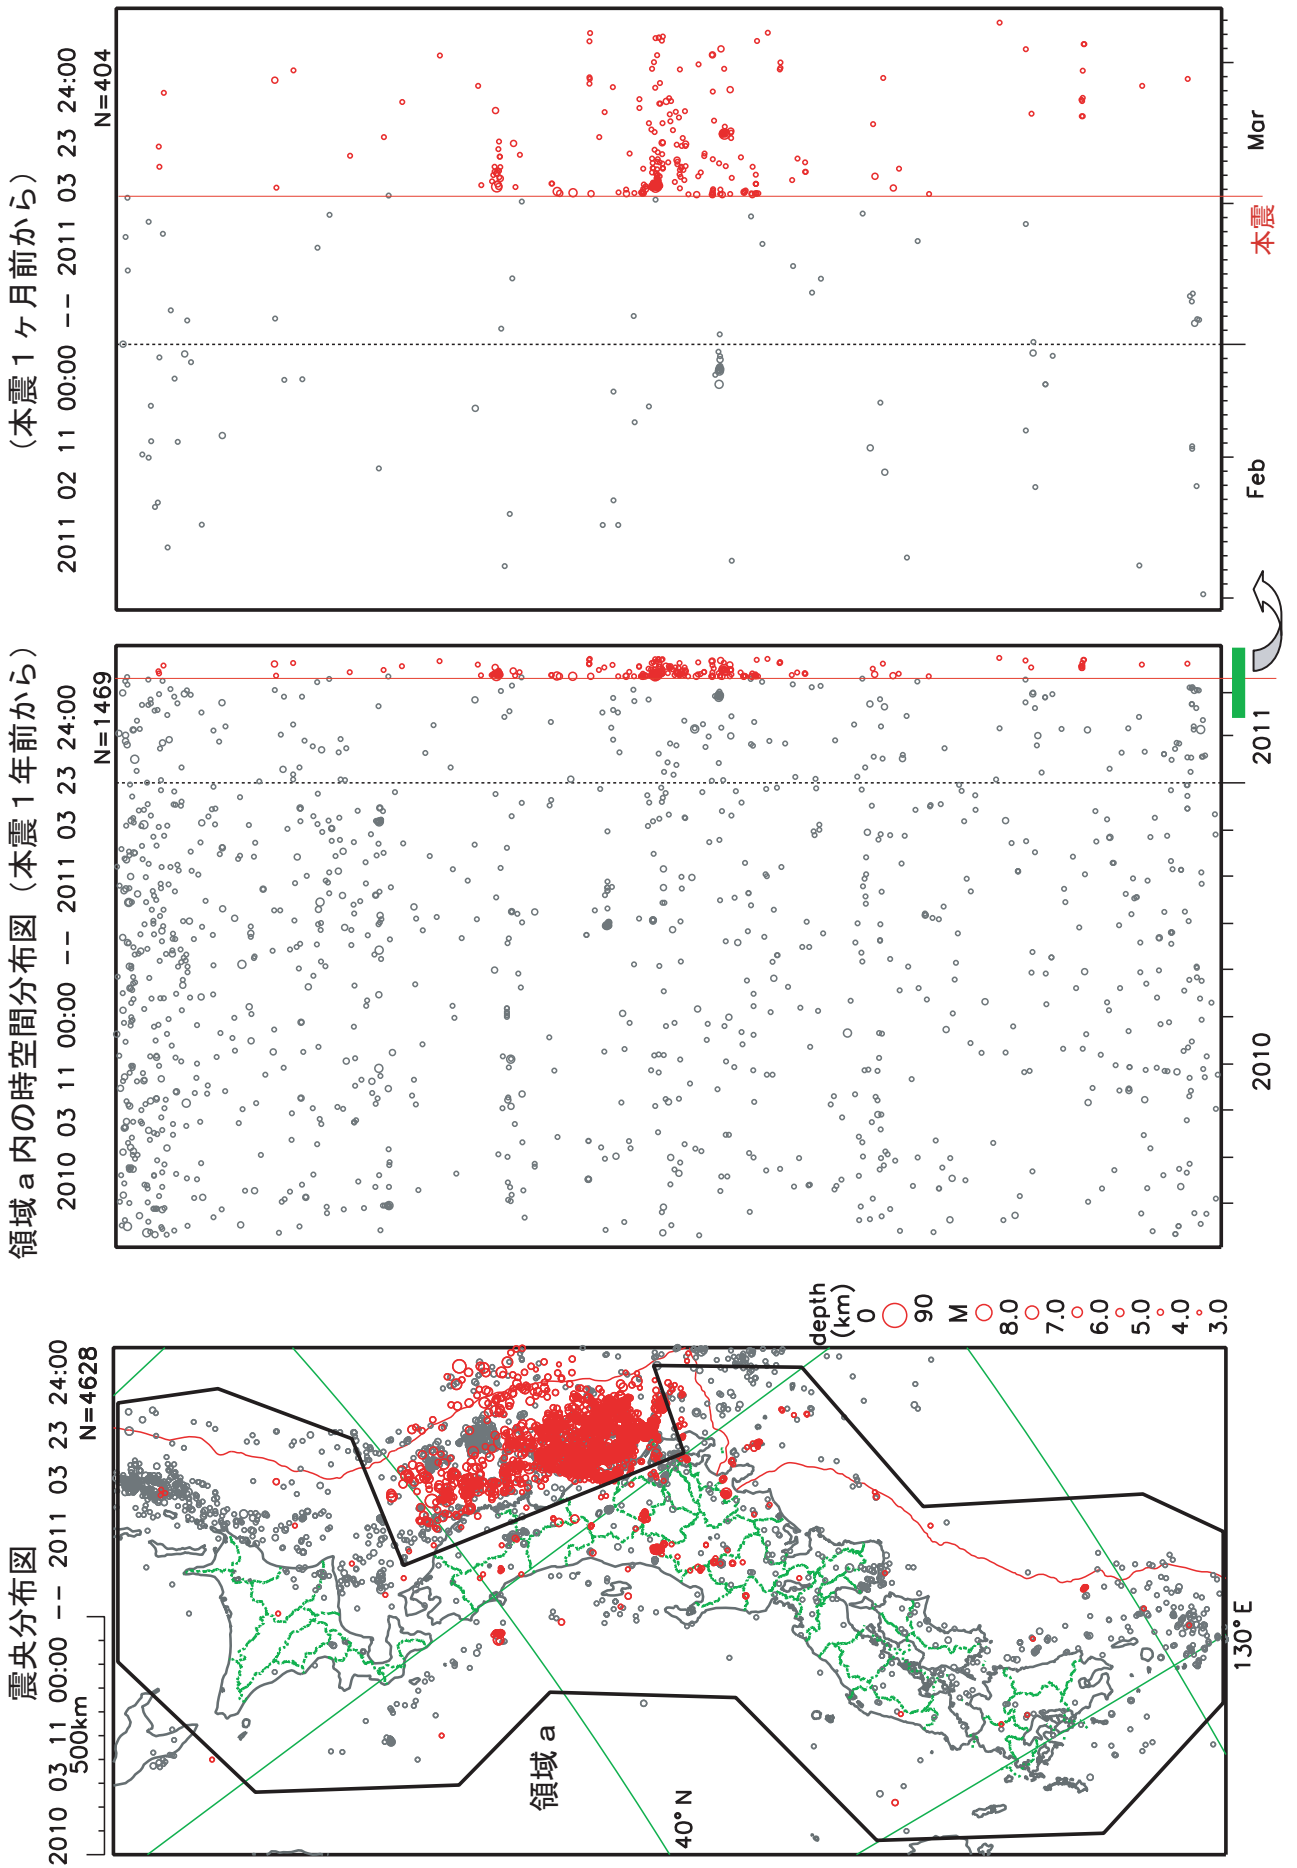 震央分布図
2010 03 11 00:00 -- 2011 03 23 24:00
500km
N=4628
領域 a
40°N
130°E
depth
(km)
0
90
M
8.0
7.0
6.0
5.0
4.0
3.0
領域 a 内の時空間分布図（本震 1 年前から）
2010 03 11 00:00 -- 2011 03 23 24:00
N=1469
2010
2011
（本震 1 ヶ月前から）
2011 02 11 00:00 -- 2011 03 23 24:00
N=404
Feb
Mar
本震